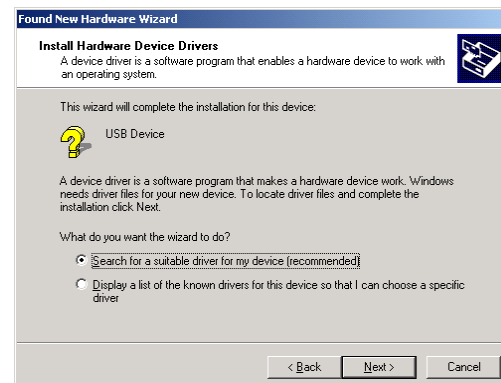 Found New Hardware Wizard
Install Hardware Device Drivers
A device driver is a software program that enables a hardware device to work with
an operating system.
This wizard will complete the installation for this device:
USB Device
A device driver is a software program that makes a hardware device work. Windows
needs driver files for your new device. To locate driver files and complete the
installation click Next.
What do you want the wizard to do?
Search for a suitable driver for my device (recommended)
Display a list of the known drivers for this device so that I can choose a specific
driver
< Back Next > Cancel